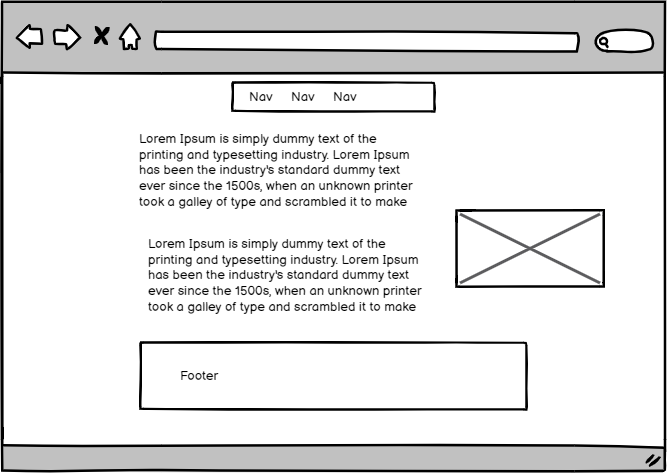 Nav Nav Nav
Lorem Ipsum is simply dummy text of the
printing and typesetting industry. Lorem Ipsum
has been the industry's standard dummy text
ever since the 1500s, when an unknown printer
took a galley of type and scrambled it to make
Lorem Ipsum is simply dummy text of the
printing and typesetting industry. Lorem Ipsum
has been the industry's standard dummy text
ever since the 1500s, when an unknown printer
took a galley of type and scrambled it to make
Footer